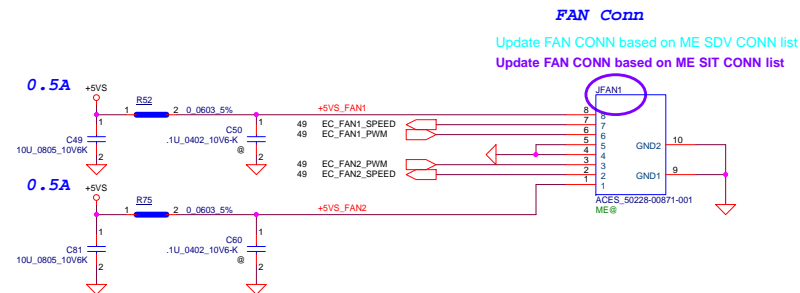 FAN Conn
Update FAN CONN based on ME SDV CONN list
Update FAN CONN based on ME SIT CONN list
0.5A
+5VS
R52
1
2
0_0603_5%
+5VS_FAN1
JFAN1
1
C49
10U_0805_10V6K
2
1
C50
.1U_0402_10V6-K
@
2
49 EC_FAN1_SPEED
49 EC_FAN1_PWM
49 EC_FAN2_PWM
49 EC_FAN2_SPEED
8 8
7 7
6 6
5 5
4 4
3 3
2 2
1 1
GND2 10
GND1 9
ACES_50228-00871-001
ME@
0.5A
+5VS
R75
1
2
0_0603_5%
+5VS_FAN2
1
C81
10U_0805_10V6K
2
1
C60
.1U_0402_10V6-K
@
2